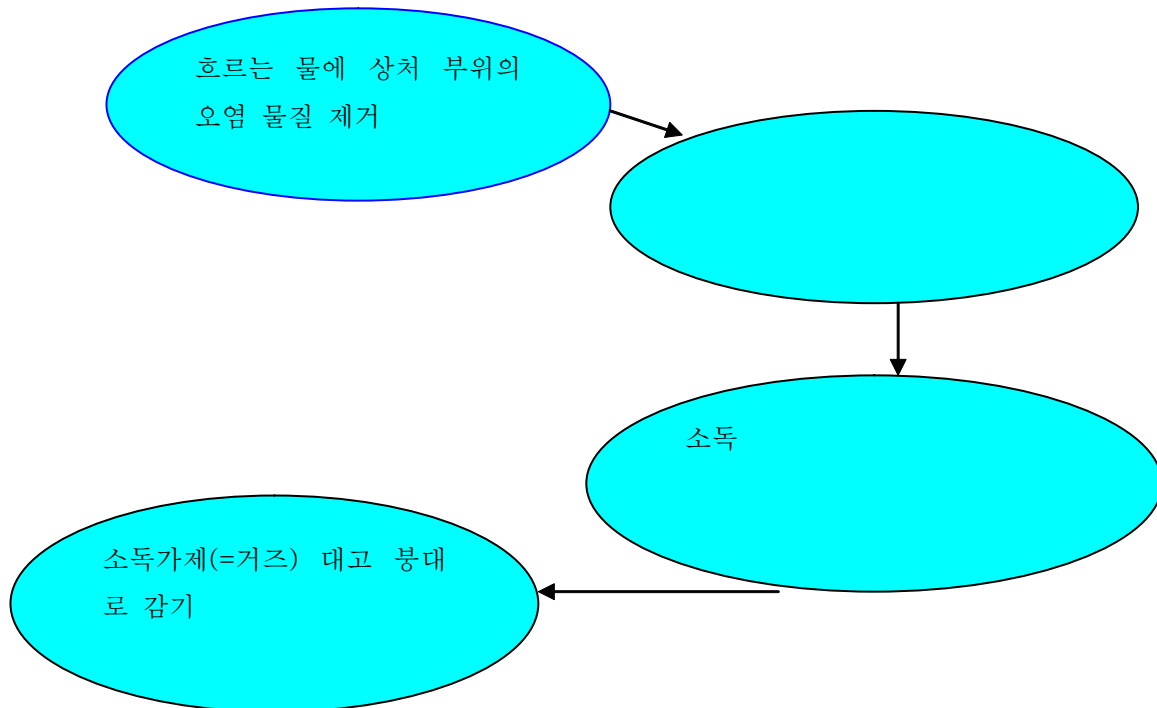 흐르는 물에 상처 부위의
오염 물질 제거
소독
소독가제(=거즈) 대고 붕대
로 감기